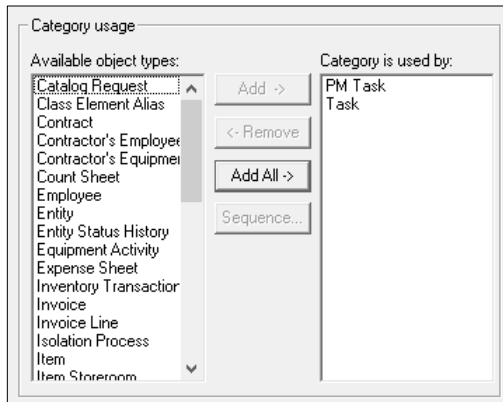 Category usage
Available object types:
Catalog Request
Class Element Alias
Contract
Contractor's Employee
Contractor's Equipmen
Count Sheet
Employee
Entity
Entity Status History
Equipment Activity
Expense Sheet
Inventory Transaction
Invoice
Invoice Line
Isolation Process
Item
Item Storeroom
Add ->
<- Remove
Add All ->
Sequence...
Category is used by:
PM Task
Task